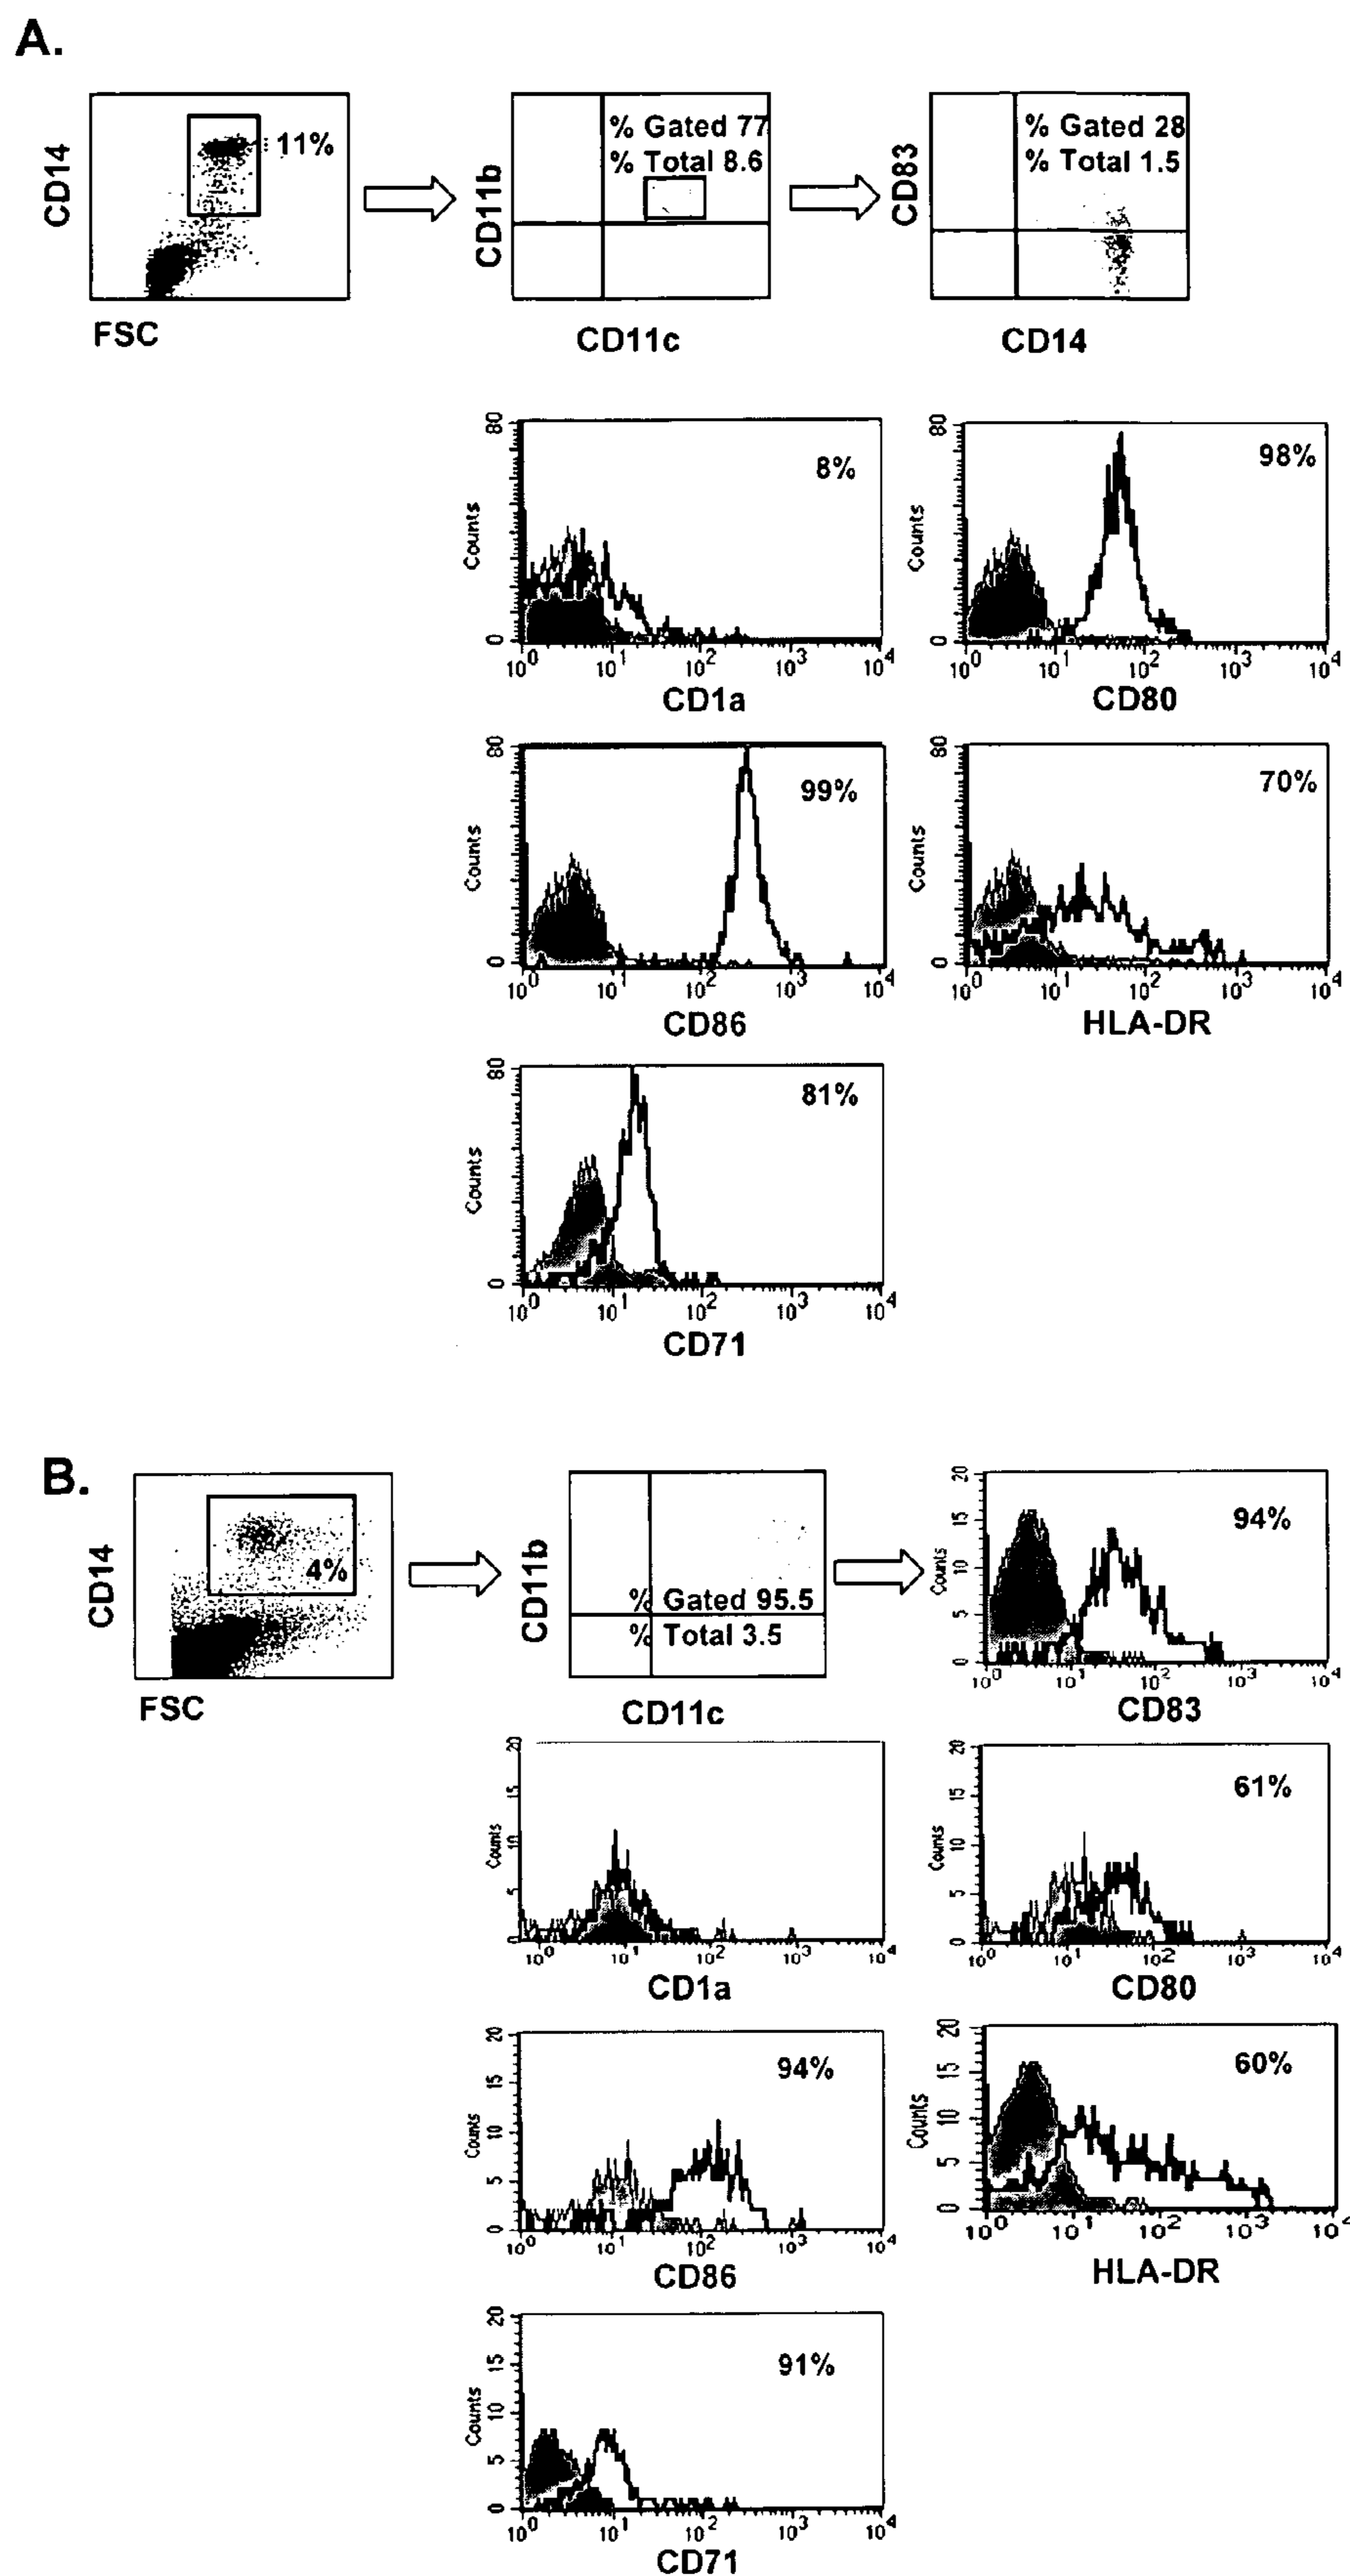 A.
CD14
11%
FSC
CD11b
% Gated 77
% Total 8.6
CD11c
CD83
% Gated 28
% Total 1.5
CD14
80
Counts
0
8%
10^0 10^1 10^2 10^3 10^4
CD1a
80
Counts
0
98%
10^0 10^1 10^2 10^3 10^4
CD80
80
Counts
0
99%
10^0 10^1 10^2 10^3 10^4
CD86
80
Counts
0
70%
10^0 10^1 10^2 10^3 10^4
HLA-DR
80
Counts
0
81%
10^0 10^1 10^2 10^3 10^4
CD71
B.
CD14
4%
FSC
CD11b
% Gated 95.5
% Total 3.5
CD11c
20
15
10
5
0
Counts
94%
10^0 10^1 10^2 10^3 10^4
CD83
20
15
10
5
0
Counts
10^0 10^1 10^2 10^3 10^4
CD1a
20
15
10
5
0
Counts
61%
10^0 10^1 10^2 10^3 10^4
CD80
20
15
10
5
0
Counts
94%
10^0 10^1 10^2 10^3 10^4
CD86
20
15
10
5
0
Counts
60%
10^0 10^1 10^2 10^3 10^4
HLA-DR
20
15
10
5
0
Counts
91%
10^0 10^1 10^2 10^3 10^4
CD71